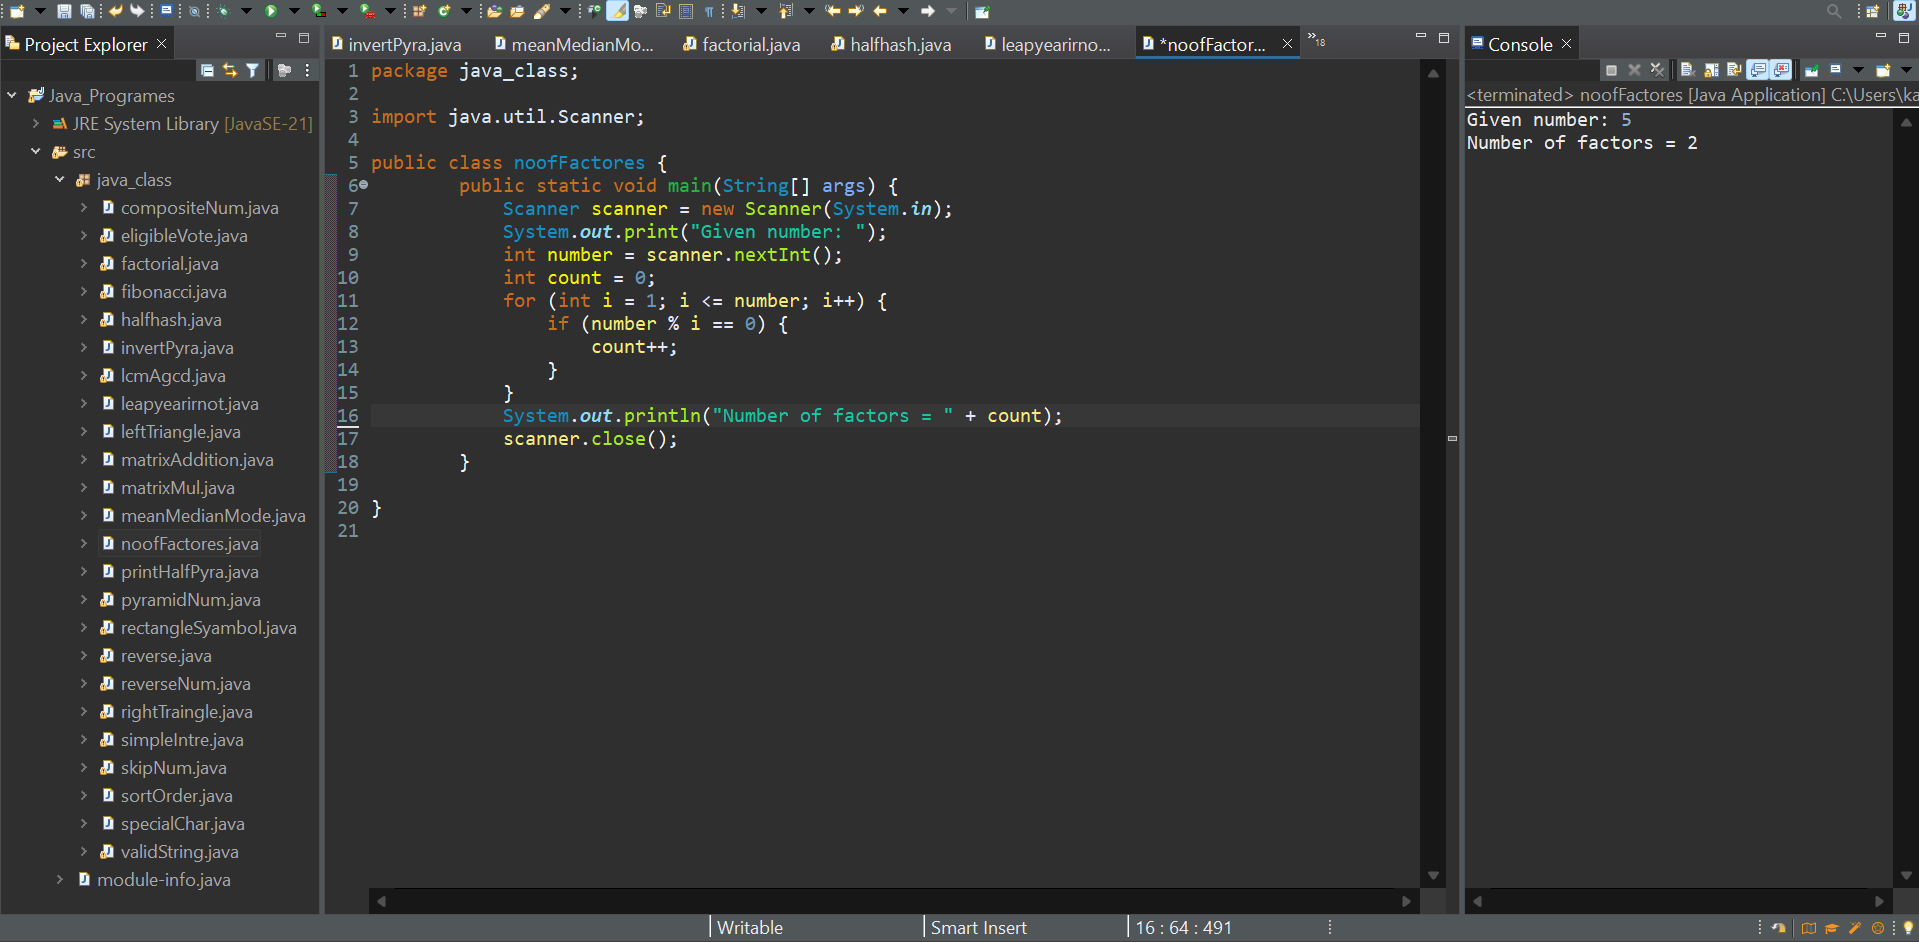 Project Explorer
Java_Programes
JRE System Library [JavaSE-21]
src
java_class
compositeNum.java
eligibleVote.java
factorial.java
fibonacci.java
halfhash.java
invertPyra.java
lcmAgcd.java
leapyearirnot.java
leftTriangle.java
matrixAddition.java
matrixMul.java
meanMedianMode.java
noofFactores.java
printHalfPyra.java
pyramidNum.java
rectangleSyambol.java
reverse.java
reverseNum.java
rightTraingle.java
simpleIntre.java
skipNum.java
sortOrder.java
specialChar.java
validString.java
module-info.java
invertPyra.java meanMedianMo... factorial.java halfhash.java leapyearirno... *noofFactor... »18
1 package java_class;
2
3 import java.util.Scanner;
4
5 public class noofFactores {
6 public static void main(String[] args) {
7 Scanner scanner = new Scanner(System.in);
8 System.out.print("Given number: ");
9 int number = scanner.nextInt();
10 int count = 0;
11 for (int i = 1; i <= number; i++) {
12 if (number % i == 0) {
13 count++;
14 }
15 }
16 System.out.println("Number of factors = " + count);
17 scanner.close();
18 }
19
20 }
21
Console
<terminated> noofFactores [Java Application] C:\Users\ka
Given number: 5
Number of factors = 2
Writable Smart Insert 16 : 64 : 491